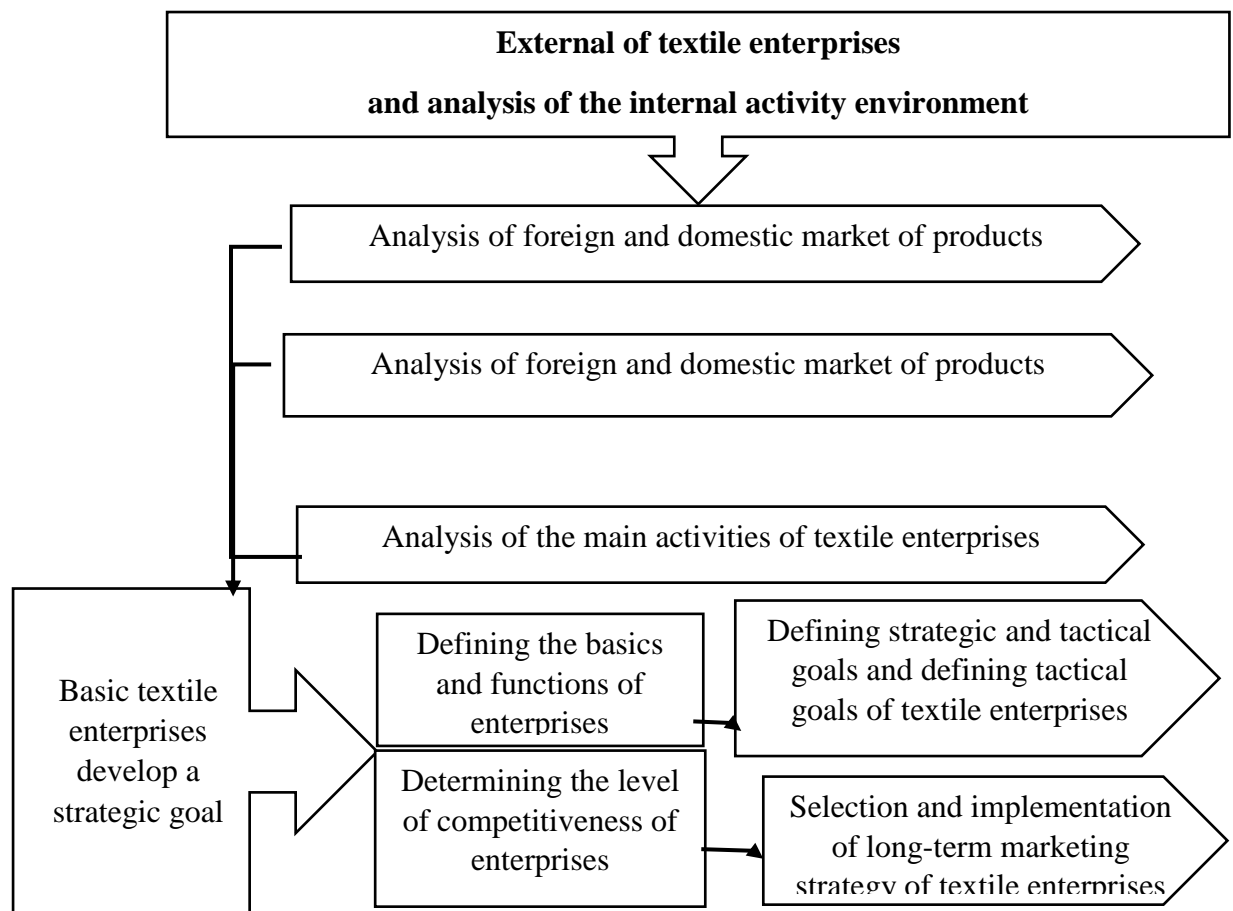 External of textile enterprises
and analysis of the internal activity environment
Analysis of foreign and domestic market of products
Analysis of foreign and domestic market of products
Analysis of the main activities of textile enterprises
Basic textile
enterprises
develop a
strategic goal
Defining the basics
and functions of
enterprises
Defining strategic and tactical
goals and defining tactical
goals of textile enterprises
Determining the level
of competitiveness of
enterprises
Selection and implementation
of long-term marketing
strategy of textile enterprises